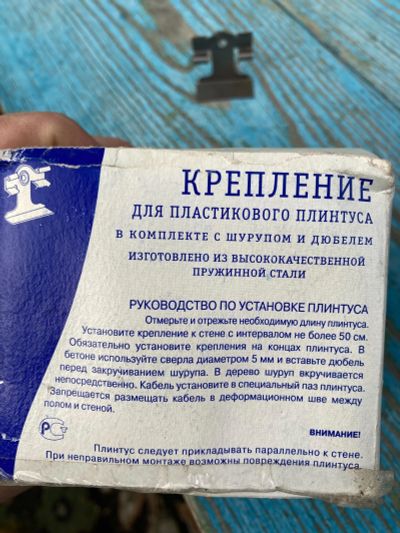 КРЕПЛЕНИЕ
ДЛЯ ПЛАСТИКОВОГО ПЛИНТУСА
В КОМПЛЕКТЕ С ШУРУПОМ И ДЮБЕЛЕМ
ИЗГОТОВЛЕНО ИЗ ВЫСОКОКАЧЕСТВЕННОЙ
ПРУЖИННОЙ СТАЛИ
РУКОВОДСТВО ПО УСТАНОВКЕ ПЛИНТУСА
Отмерьте и отрежьте необходимую длину плинтуса.
Установите крепление к стене с интервалом не более 50 см.
Обязательно установите крепления на концах плинтуса. В
бетоне используйте сверла диаметром 5 мм и вставьте дюбель
перед закручиванием шурупа. В дерево шуруп вкручивается
непосредственно. Кабель установите в специальный паз плинтуса.
Запрещается размещать кабель в деформационном шве между
полом и стеной.
РСТ
ВНИМАНИЕ!
Плинтус следует прикладывать параллельно к стене.
При неправильном монтаже возможны повреждения плинтуса.